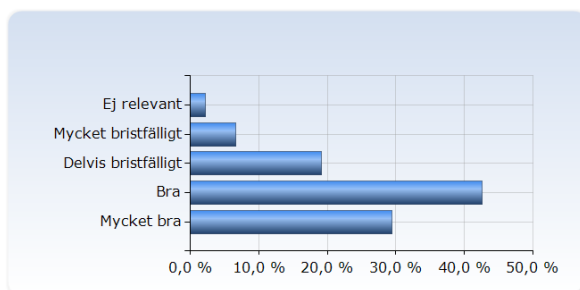 Ej relevant
Mycket bristfälligt
Delvis bristfälligt
Bra
Mycket bra
0,0 % 10,0 % 20,0 % 30,0 % 40,0 % 50,0 %